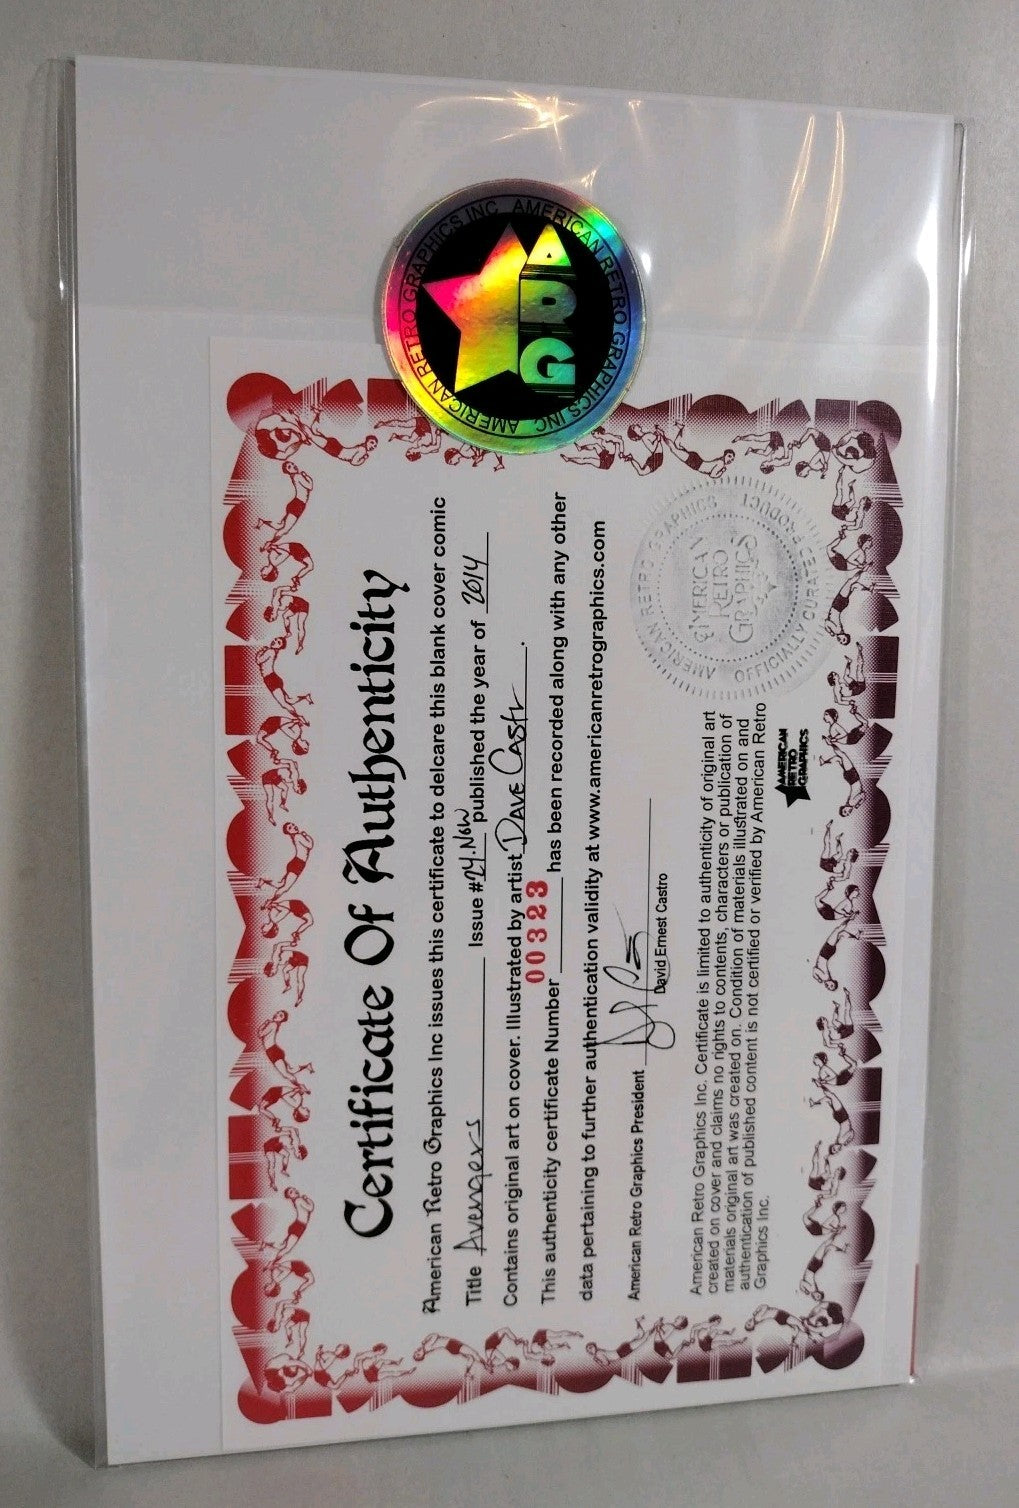 AMERICAN RETRO GRAPHICS INC AMERICAN RETRO GRAPHICS INC
ARG
Certificate Of Authenticity
American Retro Graphics Inc issues this certificate to delcare this blank cover comic
Title Avengers Issue #24.NOW published the year of 2014
Contains original art on cover. Illustrated by artist Dave Castr.
This authenticity certificate Number 00323 has been recorded along with any other
data pertaining to further authentication validity at www.americanretrographics.com
American Retro Graphics President
David Ernest Castro
AMERICAN RETRO GRAPHICS
OFFICIALLY CURATED PRODUCT
AMERICAN
RETRO
GRAPHICS
American Retro Graphics Inc. Certificate is limited to authenticity of original art
created on cover and claims no rights to contents, characters or publication of
materials original art was created on. Condition of materials illustrated on and
authentication of published content is not certified or verified by American Retro
Graphics Inc.
AMERICAN
RETRO
GRAPHICS